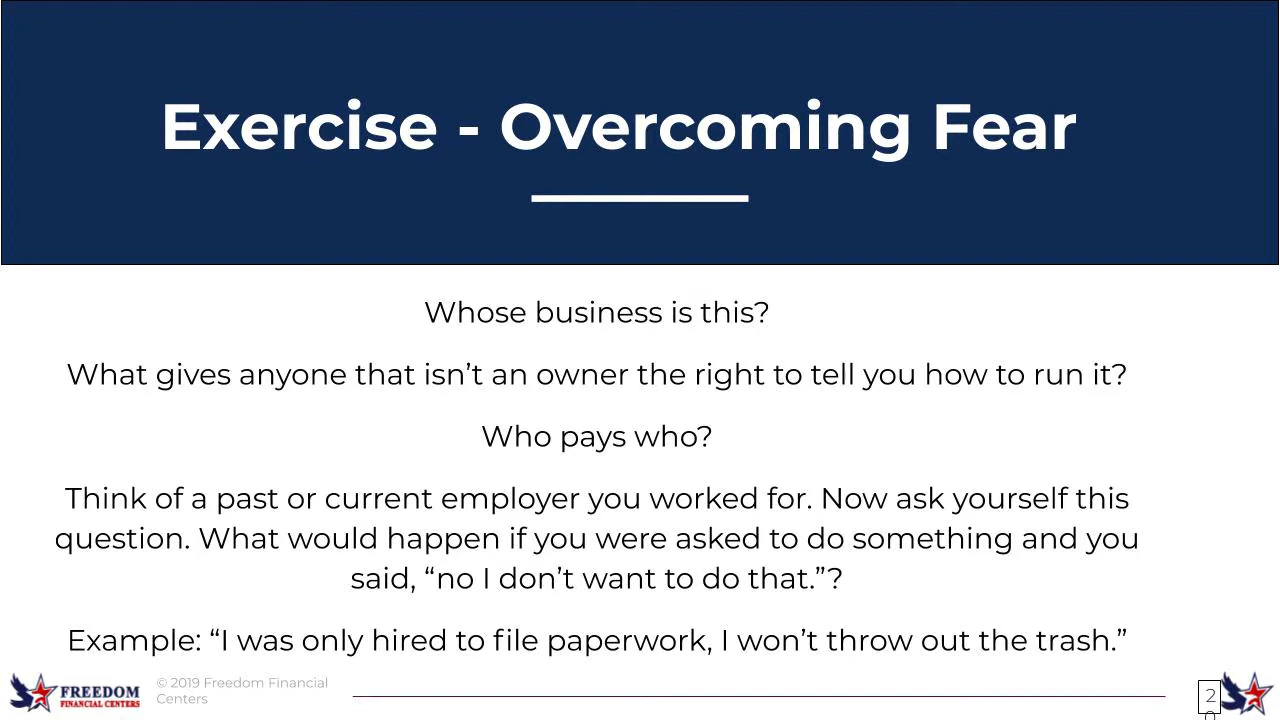 Exercise - Overcoming Fear
Whose business is this?
What gives anyone that isn’t an owner the right to tell you how to run it?
Who pays who?
Think of a past or current employer you worked for. Now ask yourself this
question. What would happen if you were asked to do something and you
said, “no I don’t want to do that.”?
Example: “I was only hired to file paperwork, I won’t throw out the trash.”
FREEDOM
FINANCIAL CENTERS
© 2019 Freedom Financial
Centers
2